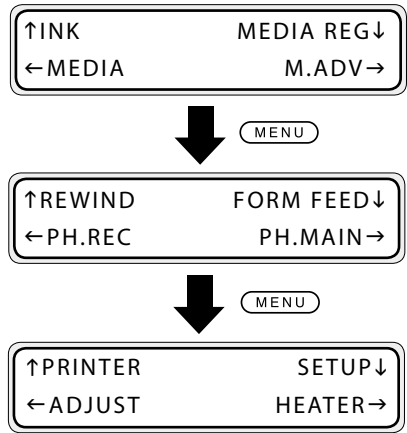 ↑INK MEDIA REG↓
←MEDIA M.ADV→
MENU
↑REWIND FORM FEED↓
←PH.REC PH.MAIN→
MENU
↑PRINTER SETUP↓
←ADJUST HEATER→